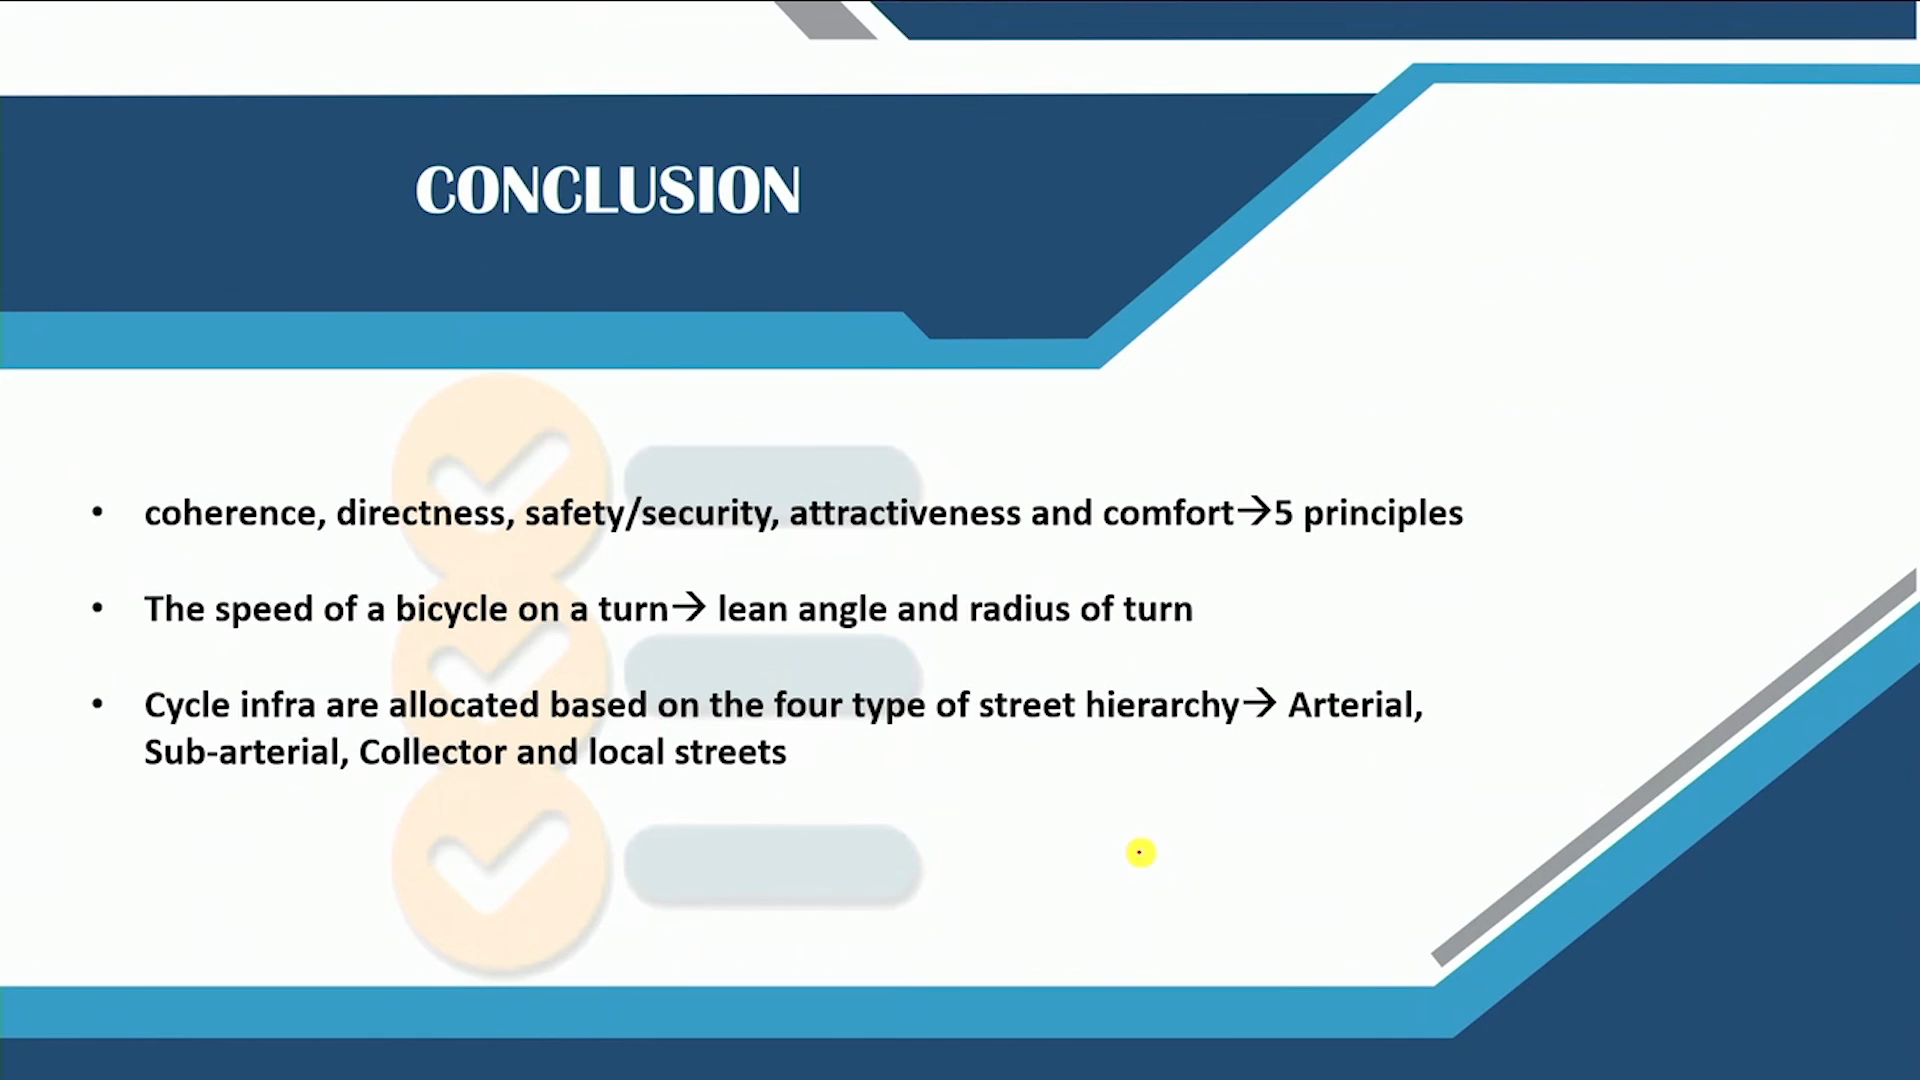 CONCLUSION
• coherence, directness, safety/security, attractiveness and comfort→5 principles
• The speed of a bicycle on a turn→ lean angle and radius of turn
• Cycle infra are allocated based on the four type of street hierarchy→ Arterial,
Sub-arterial, Collector and local streets